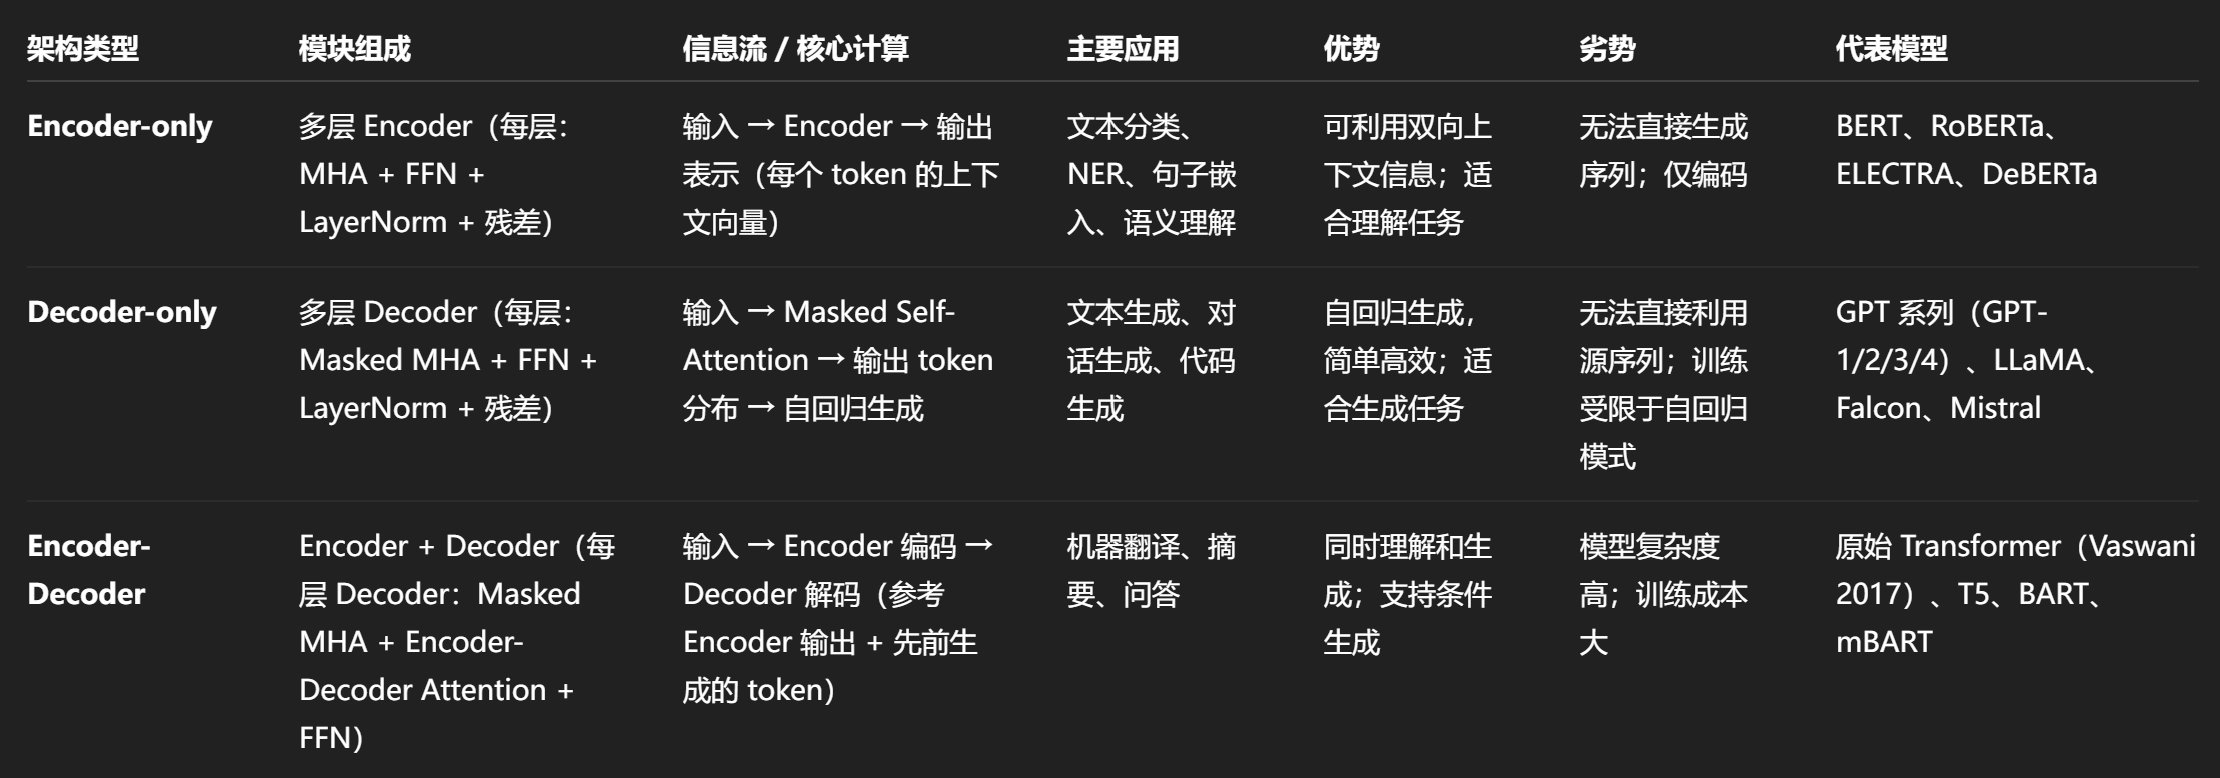 架构类型
模块组成
信息流 / 核心计算
主要应用
优势
劣势
代表模型
Encoder-only
多层 Encoder（每层：
MHA + FFN +
LayerNorm + 残差）
输入 → Encoder → 输出
表示（每个 token 的上下
文向量）
文本分类、
NER、句子嵌
入、语义理解
可利用双向上
下文信息；适
合理解任务
无法直接生成
序列；仅编码
BERT、RoBERTa、
ELECTRA、DeBERTa
Decoder-only
多层 Decoder（每层：
Masked MHA + FFN +
LayerNorm + 残差）
输入 → Masked Self-
Attention → 输出 token
分布 → 自回归生成
文本生成、对
话生成、代码
生成
自回归生成，
简单高效；适
合生成任务
无法直接利用
源序列；训练
受限于自回归
模式
GPT 系列（GPT-
1/2/3/4）、LLaMA、
Falcon、Mistral
Encoder-
Decoder
Encoder + Decoder（每
层 Decoder：Masked
MHA + Encoder-
Decoder Attention +
FFN）
输入 → Encoder 编码 →
Decoder 解码（参考
Encoder 输出 + 先前生
成的 token）
机器翻译、摘
要、问答
同时理解和生
成；支持条件
生成
模型复杂度
高；训练成本
大
原始 Transformer（Vaswani
2017）、T5、BART、
mBART